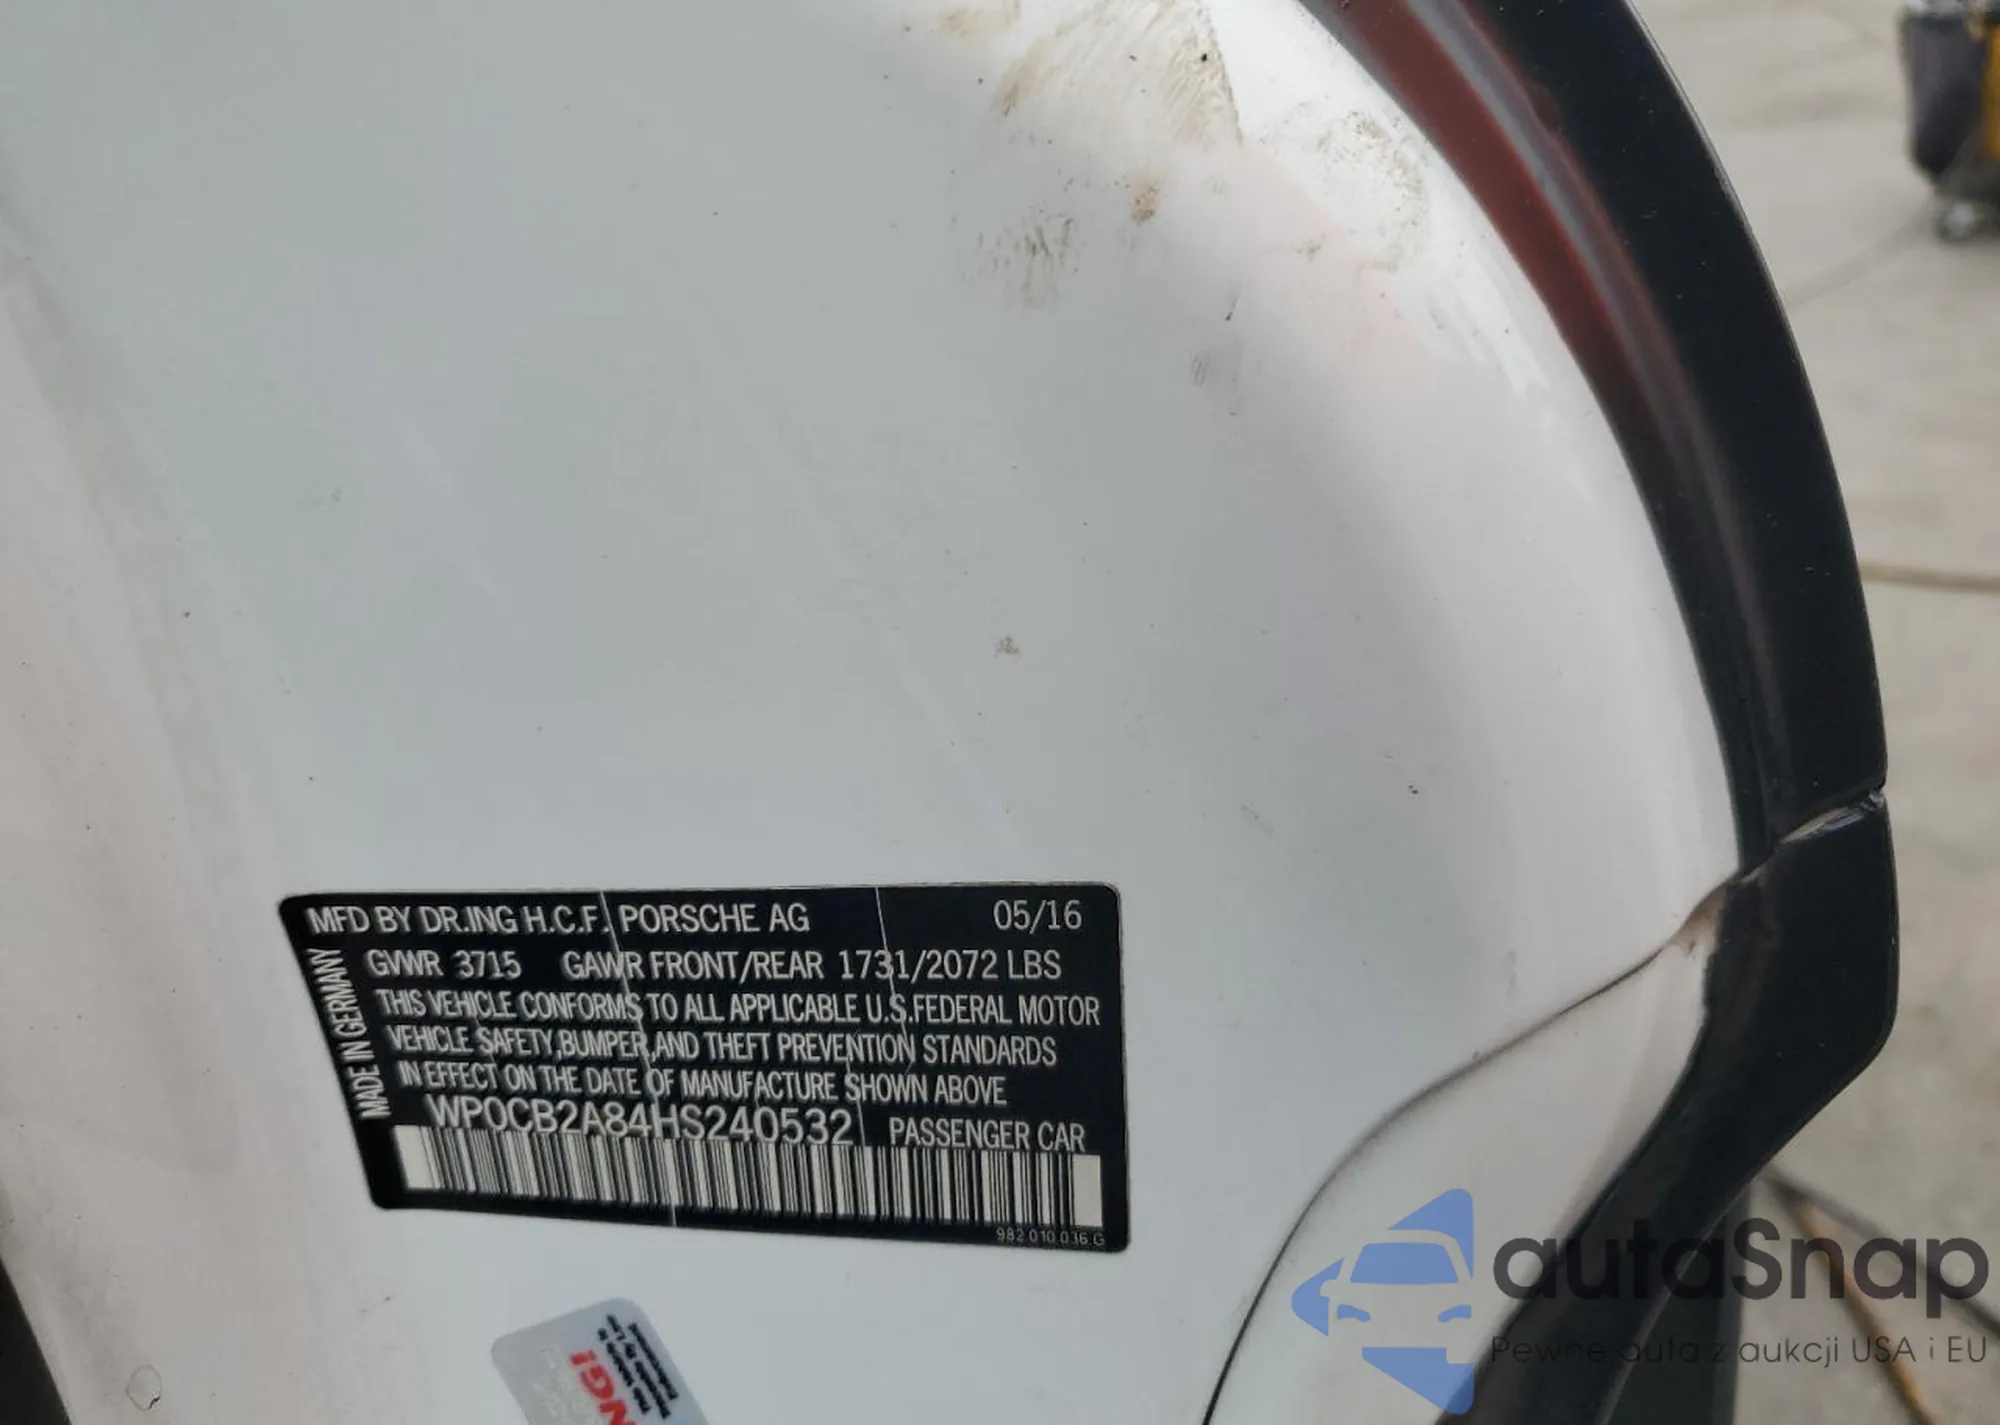 MFD BY DR.ING H.C.F. PORSCHE AG 05/16
GVWR 3715 GAWR FRONT/REAR 1731/2072 LBS
THIS VEHICLE CONFORMS TO ALL APPLICABLE U.S.FEDERAL MOTOR
VEHICLE SAFETY,BUMPER,AND THEFT PREVENTION STANDARDS
IN EFFECT ON THE DATE OF MANUFACTURE SHOWN ABOVE
WP0CB2A84HS240532 PASSENGER CAR
MADE IN GERMANY
982.010.036.G
autaSnap
Pewne auta z aukcji USA i EU